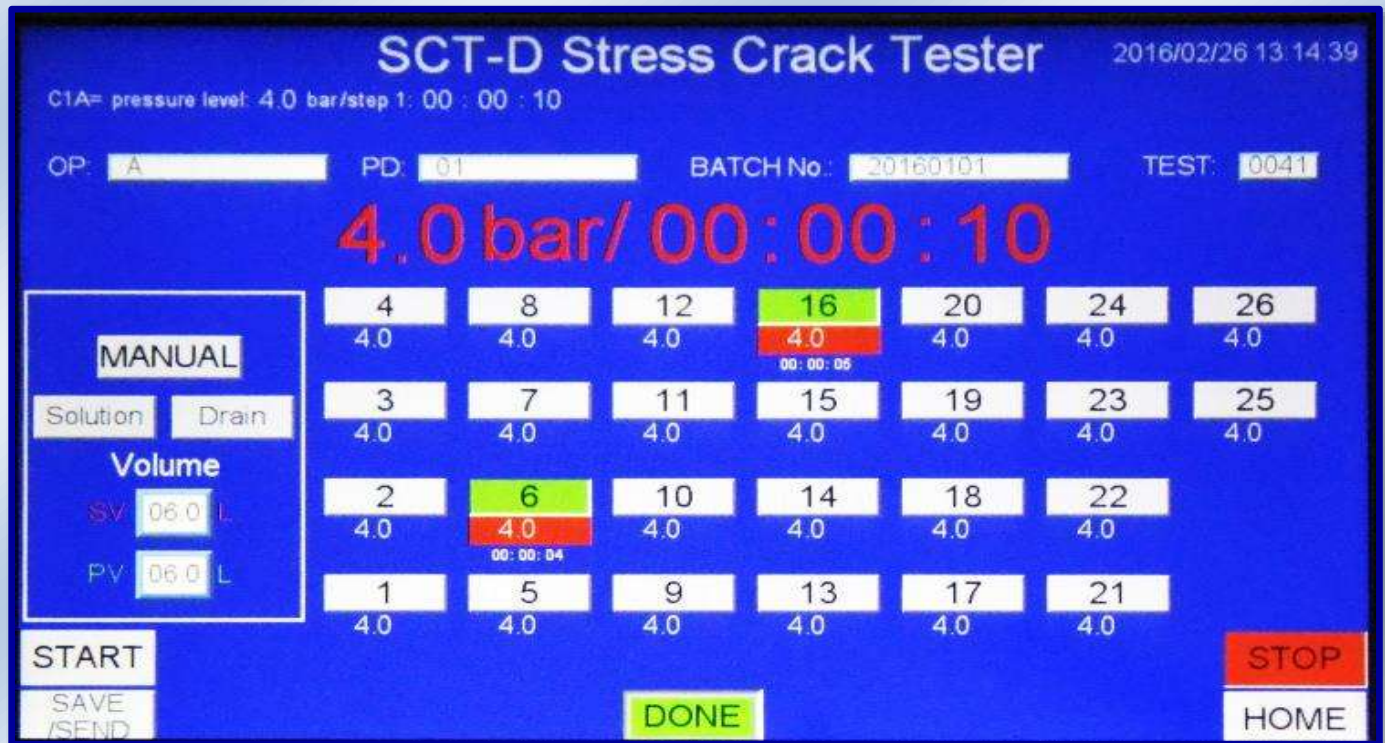 SCT-D Stress Crack Tester 2016/02/26 13:14:39
C1A= pressure level: 4.0 bar/step 1: 00 : 00 : 10
OP: A PD: 01 BATCH No.: 20160101 TEST: 0041
4.0 bar/ 00 : 00 : 10
4 8 12 16 20 24 26
4.0 4.0 4.0 4.0 4.0 4.0 4.0
00: 00: 05
MANUAL
3 7 11 15 19 23 25
4.0 4.0 4.0 4.0 4.0 4.0 4.0
Solution Drain
Volume
2 6 10 14 18 22
4.0 4.0 4.0 4.0 4.0 4.0
00: 00: 04
SV 06.0 L
PV 06.0 L
1 5 9 13 17 21
4.0 4.0 4.0 4.0 4.0 4.0
START STOP
SAVE
/SEND
DONE HOME